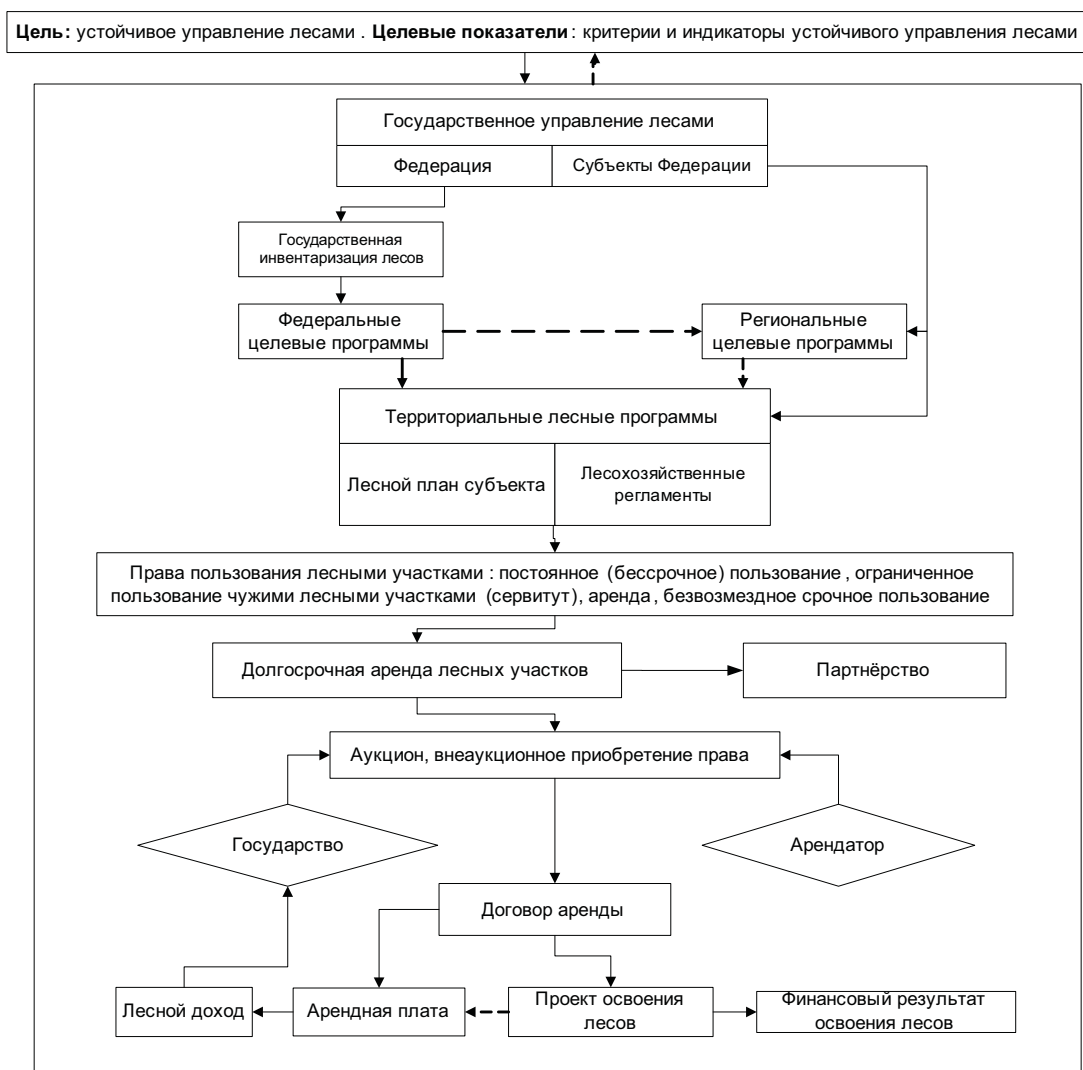 Цель: устойчивое управление лесами . Целевые показатели : критерии и индикаторы устойчивого управления лесами
Государственное управление лесами
Федерация
Субъекты Федерации
Государственная
инвентаризация лесов
Федеральные
целевые программы
Региональные
целевые программы
Территориальные лесные программы
Лесной план субъекта
Лесохозяйственные
регламенты
Права пользования лесными участками : постоянное (бессрочное) пользование , ограниченное
пользование чужими лесными участками (сервитут), аренда , безвозмездное срочное пользование
Долгосрочная аренда лесных участков
Партнёрство
Аукцион, внеаукционное приобретение права
Государство
Арендатор
Договор аренды
Лесной доход
Арендная плата
Проект освоения
лесов
Финансовый результат
освоения лесов